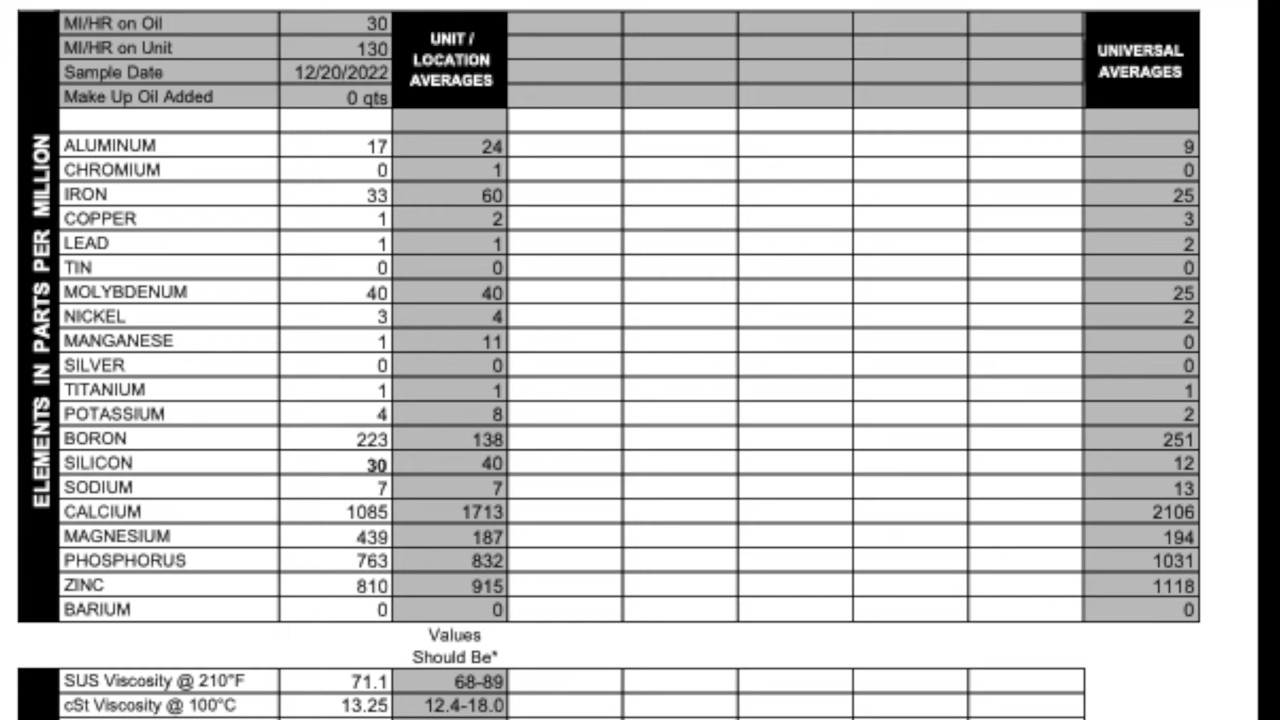 MI/HR on Oil 30 UNIT / LOCATION AVERAGES UNIVERSAL AVERAGES
MI/HR on Unit 130
Sample Date 12/20/2022
Make Up Oil Added 0 qts
ELEMENTS IN PARTS PER MILLION
ALUMINUM 17 24 9
CHROMIUM 0 1 0
IRON 33 60 25
COPPER 1 2 3
LEAD 1 1 2
TIN 0 0 0
MOLYBDENUM 40 40 25
NICKEL 3 4 2
MANGANESE 1 11 0
SILVER 0 0 0
TITANIUM 1 1 1
POTASSIUM 4 8 2
BORON 223 138 251
SILICON 30 40 12
SODIUM 7 7 13
CALCIUM 1085 1713 2106
MAGNESIUM 439 187 194
PHOSPHORUS 763 832 1031
ZINC 810 915 1118
BARIUM 0 0 0
Values
Should Be*
SUS Viscosity @ 210°F 71.1 68-89
cSt Viscosity @ 100°C 13.25 12.4-18.0